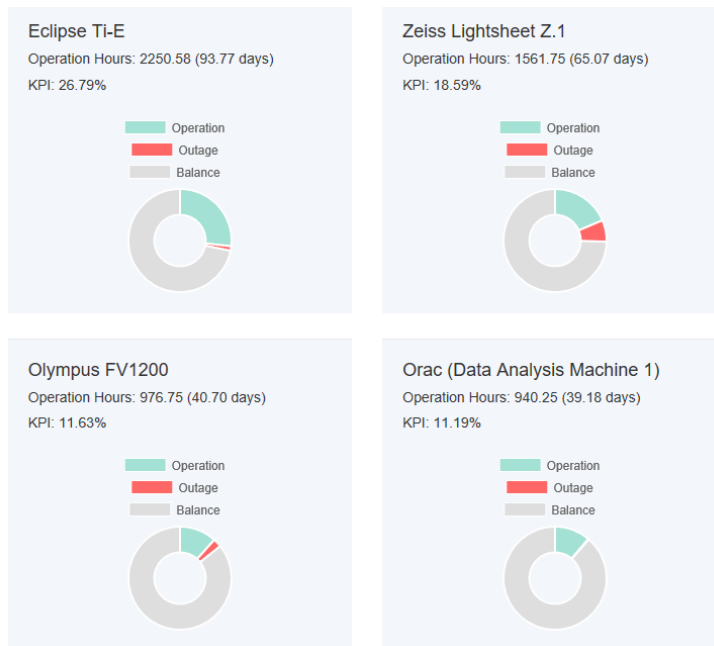 Eclipse Ti-E
Operation Hours: 2250.58 (93.77 days)
KPI: 26.79%
Operation
Outage
Balance
Zeiss Lightsheet Z.1
Operation Hours: 1561.75 (65.07 days)
KPI: 18.59%
Operation
Outage
Balance
Olympus FV1200
Operation Hours: 976.75 (40.70 days)
KPI: 11.63%
Operation
Outage
Balance
Orac (Data Analysis Machine 1)
Operation Hours: 940.25 (39.18 days)
KPI: 11.19%
Operation
Outage
Balance